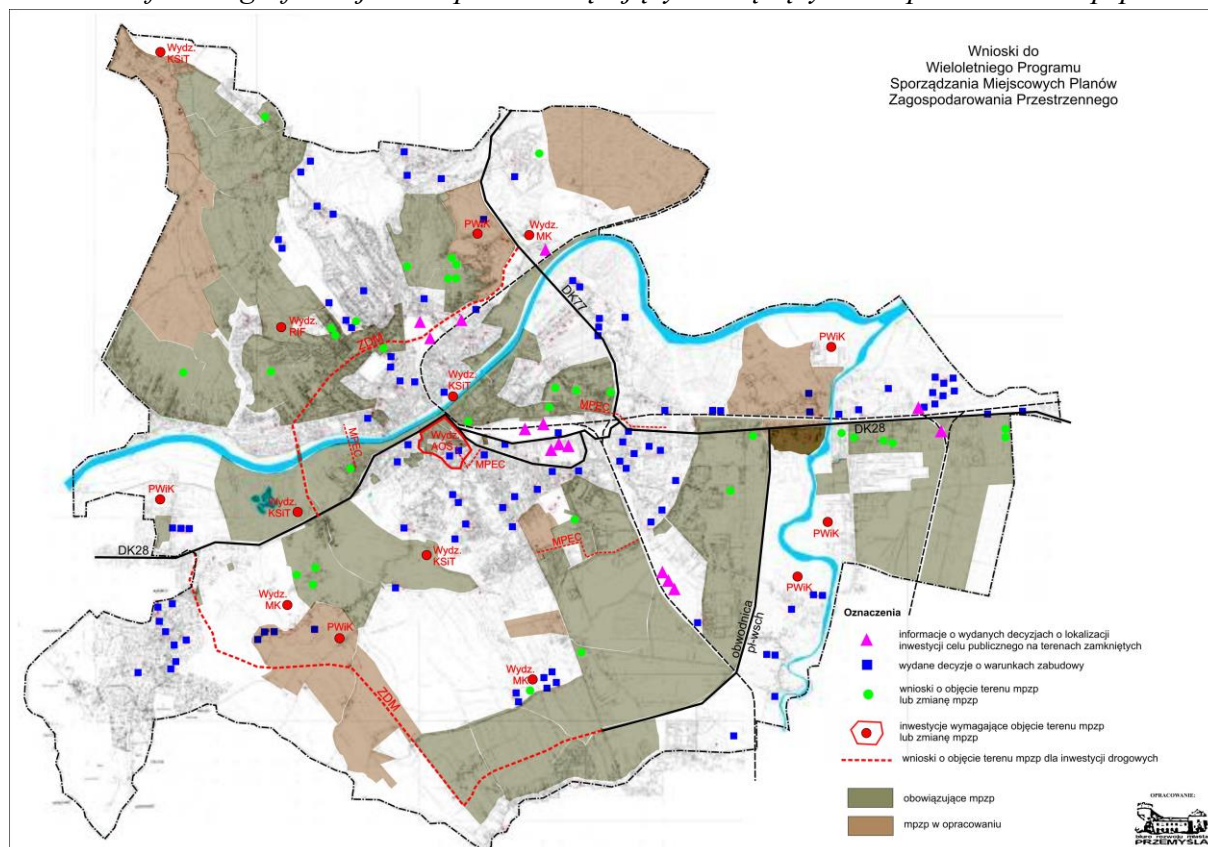 Wnioski do
Wieloletniego Programu
Sporządzania Miejscowych Planów
Zagospodarowania Przestrzennego
Wydz.
KSiT
PWiK
Wydz.
MK
DK77
Wydz.
RiF
ZDM
PWiK
Wydz.
KSiT
MPEC
DK28
MPEC
Wydz.
AOS
MPEC
PWiK
Wydz.
KSiT
PWiK
DK28
MPEC
Wydz.
KSiT
PWiK
Wydz.
MK
PWiK
obwodnica
pł-wsch
Wydz.
MK
ZDM
Oznaczenia
informacje o wydanych decyzjach o lokalizacji
inwestycji celu publicznego na terenach zamkniętych
wydane decyzje o warunkach zabudowy
wnioski o objęcie terenu mpzp
lub zmianę mpzp
inwestycje wymagające objęcie terenu mpzp
lub zmianę mpzp
wnioski o objęcie terenu mpzp dla inwestycji drogowych
obowiązujące mpzp
mpzp w opracowaniu
OPRACOWANIE:
biuro rozwoju miasta
PRZEMYŚLA